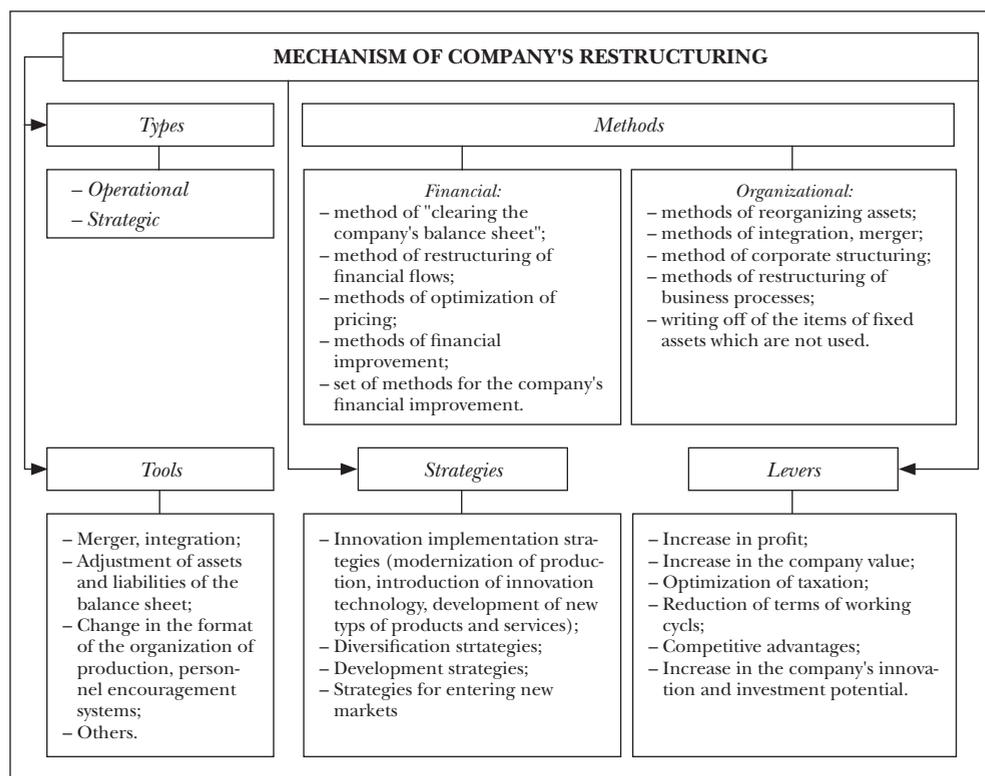 MECHANISM OF COMPANY'S RESTRUCTURING
Types
– Operational
– Strategic
Methods
Financial:
– method of "clearing the
company's balance sheet";
– method of restructuring of
financial flows;
– methods of optimization of
pricing;
– methods of financial
improvement;
– set of methods for the company's
financial improvement.
Organizational:
– methods of reorganizing assets;
– methods of integration, merger;
– method of corporate structuring;
– methods of restructuring of
business processes;
– writing off of the items of fixed
assets which are not used.
Tools
– Merger, integration;
– Adjustment of assets
and liabilities of the
balance sheet;
– Change in the format
of the organization of
production, person-
nel encouragement
systems;
– Others.
Strategies
– Innovation implementation stra-
tegies (modernization of produc-
tion, introduction of innovation
technology, development of new
typs of products and services);
– Diversification strtategies;
– Development strategies;
– Strategies for entering new
markets
Levers
– Increase in profit;
– Increase in the company value;
– Optimization of taxation;
– Reduction of terms of working
cycls;
– Competitive advantages;
– Increase in the company's innova-
tion and investment potential.